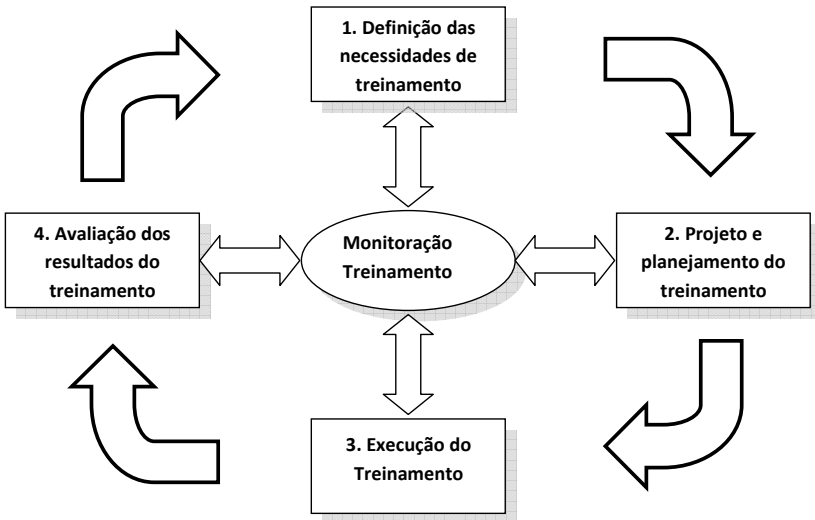 1. Definição das
necessidades de
treinamento
4. Avaliação dos
resultados do
treinamento
Monitoração
Treinamento
2. Projeto e
planejamento do
treinamento
3. Execução do
Treinamento